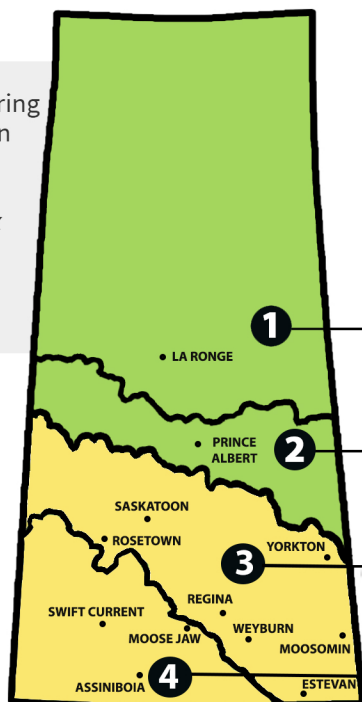 ring
n
1
LA RONGE
2
PRINCE
ALBERT
SASKATOON
ROSETOWN
YORKTON
3
REGINA
SWIFT CURRENT
MOOSE JAW
WEYBURN
MOOSOMIN
4
ASSINIBOIA
ESTEVAN